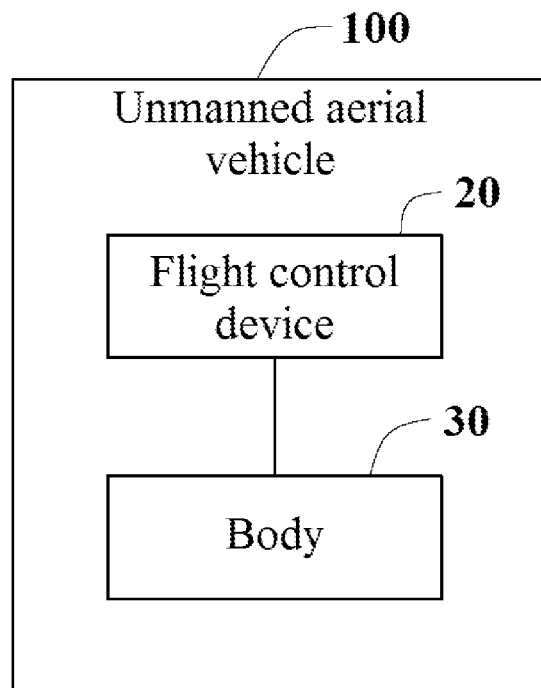 100
Unmanned aerial
vehicle
20
Flight control
device
30
Body